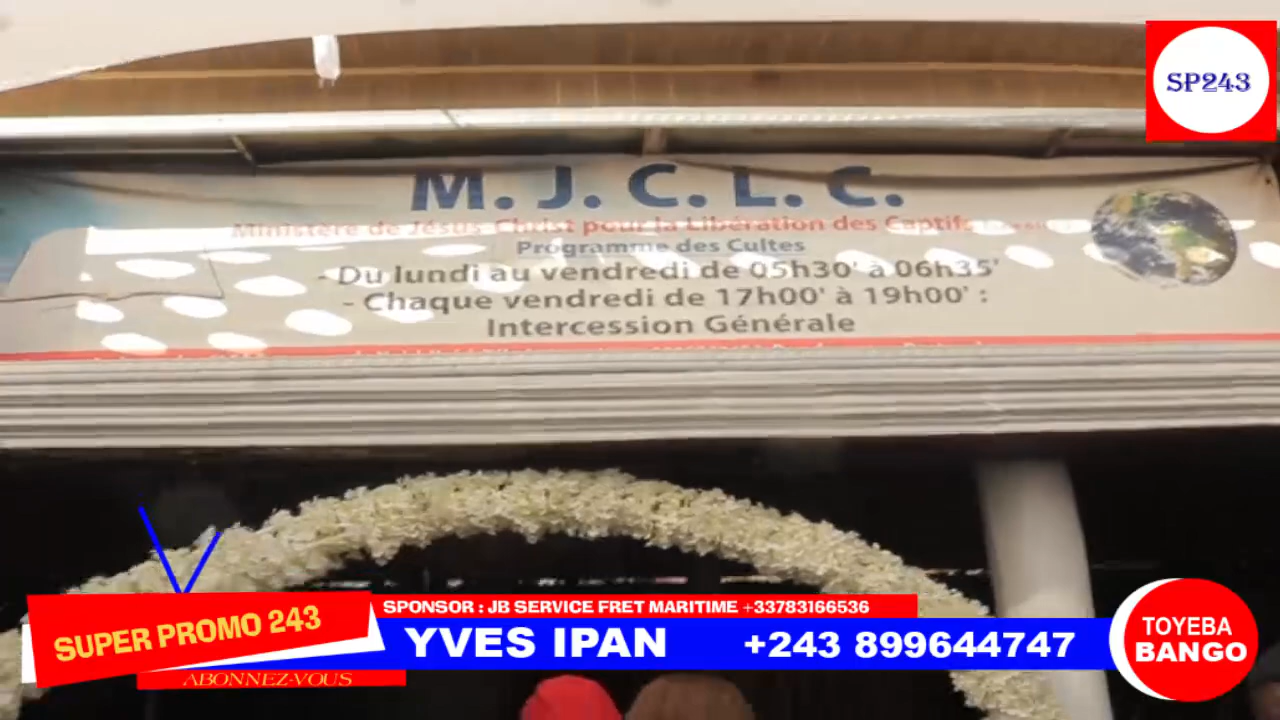 SP243
M. J. C. L. C.
Ministère de Jésus Christ pour la Libération des Captifs
Programme des Cultes
- Du lundi au vendredi de 05h30' à 06h35'
- Chaque vendredi de 17h00' à 19h00' :
Intercession Générale
SPONSOR : JB SERVICE FRET MARITIME +33783166536
SUPER PROMO 243
YVES IPAN +243 899644747
TOYEBA
BANGO
ABONNEZ-VOUS